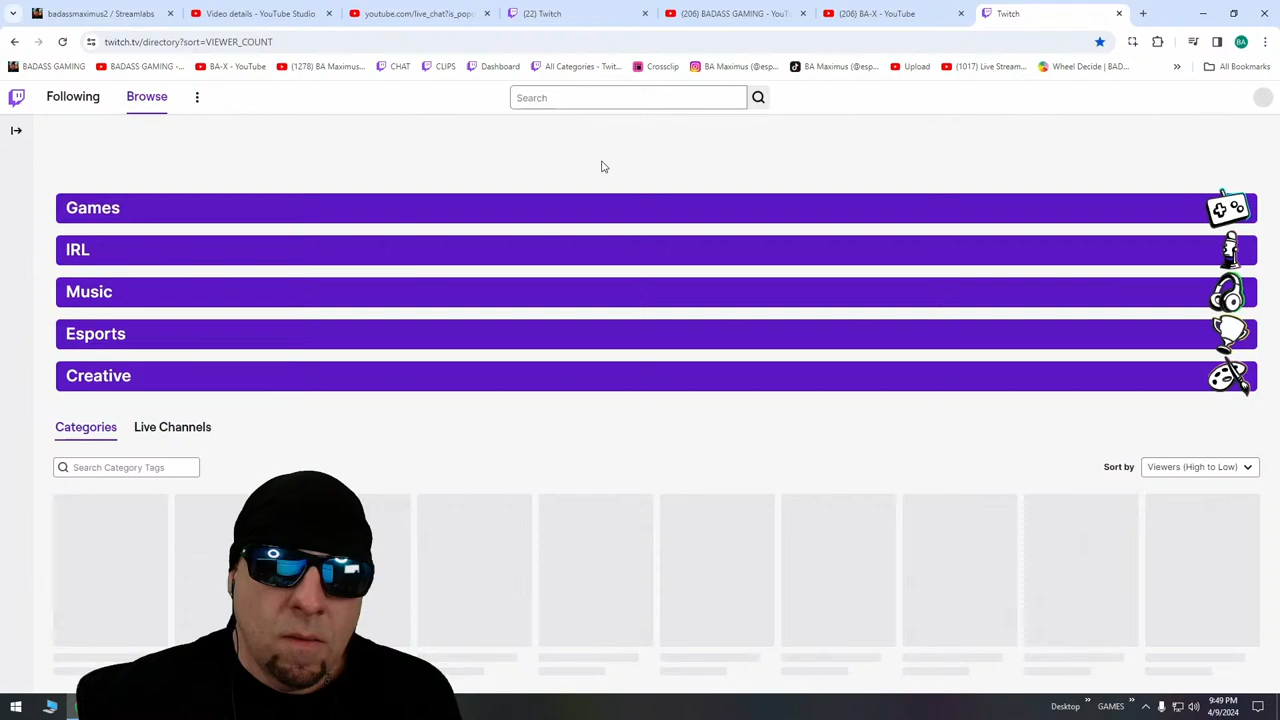 badassmaximus2 / Streamlabs
Video details - YouTube Studio
youtube.com/live_chat?is_pop
(22) Twitch
(206) BADASS GAMING - YouT
(206) BA-X - YouTube
Twitch
twitch.tv/directory?sort=VIEWER_COUNT
BA
BADASS GAMING
BADASS GAMING -...
BA-X - YouTube
(1278) BA Maximus...
CHAT
CLIPS
Dashboard
All Categories - Twit...
Crossclip
BA Maximus (@esp...
BA Maximus (@esp...
Upload
(1017) Live Stream...
Wheel Decide | BAD...
»
All Bookmarks
Following
Browse
Search
Games
IRL
Music
Esports
Creative
Categories
Live Channels
Search Category Tags
Sort by
Viewers (High to Low)
Desktop
»
GAMES
»
9:49 PM
4/9/2024